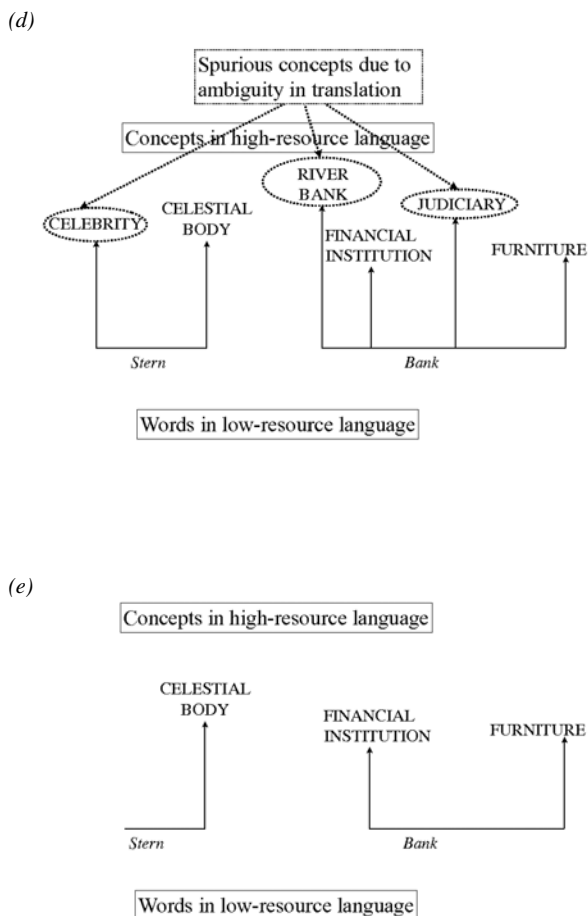 (d)
Spurious concepts due to
ambiguity in translation
Concepts in high-resource language
RIVER
BANK
CELEBRITY
CELESTIAL
BODY
JUDICIARY
FINANCIAL
INSTITUTION
FURNITURE
Stern
Bank
Words in low-resource language
(e)
Concepts in high-resource language
CELESTIAL
BODY
FINANCIAL
INSTITUTION
FURNITURE
Stern
Bank
Words in low-resource language